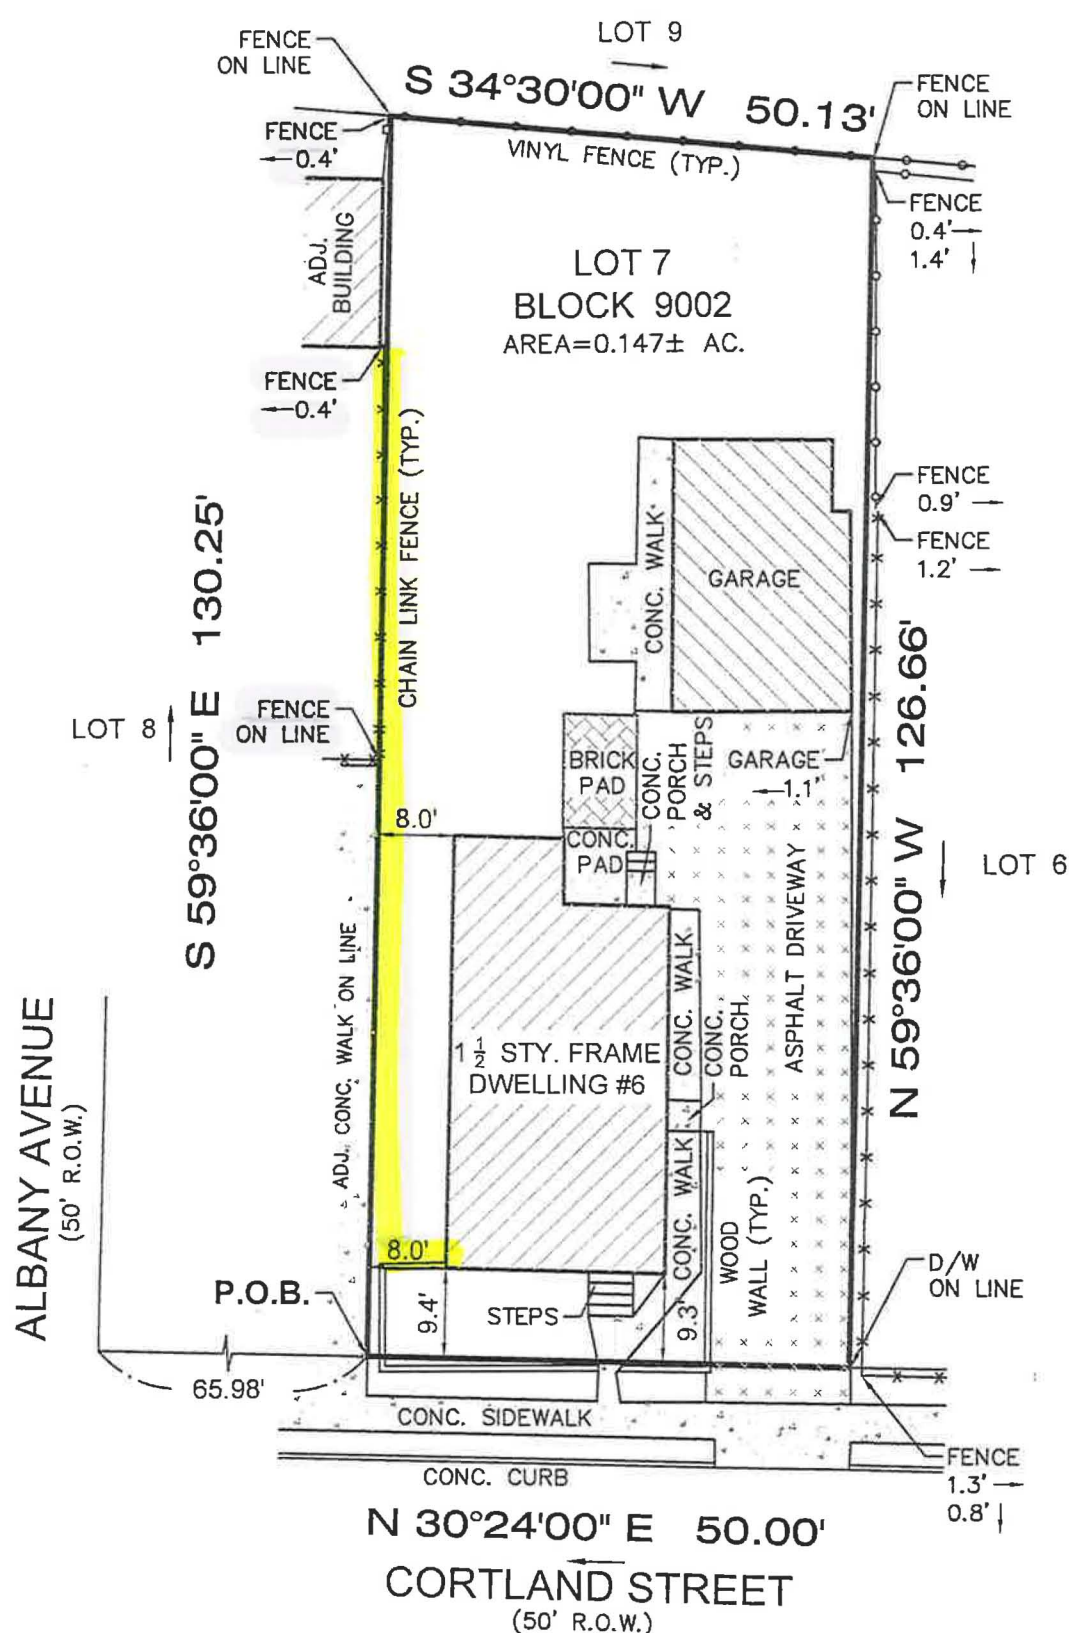 LOT 9
FENCE
ON LINE
S 34°30'00" W 50.13'
FENCE
ON LINE
FENCE
0.4'
VINYL FENCE (TYP.)
FENCE
0.4'
1.4'
ADJ.
BUILDING
LOT 7
BLOCK 9002
AREA=0.147± AC.
FENCE
0.4'
CHAIN LINK FENCE (TYP.)
FENCE
0.9'
FENCE
1.2'
CONC. WALK
GARAGE
S 59°36'00" E 130.25'
LOT 8
FENCE
ON LINE
N 59°36'00" W 126.66'
LOT 6
BRICK
PAD
CONC.
PORCH
& STEPS
GARAGE
1.1'
8.0'
CONC.
PAD
ASPHALT DRIVEWAY
ADJ. CONC. WALK ON LINE
CONC. WALK
CONC.
PORCH
1 1/2 STY. FRAME
DWELLING #6
ALBANY AVENUE
(50' R.O.W.)
CONC. WALK
WOOD
WALL (TYP.)
8.0'
D/W
ON LINE
P.O.B.
9.4'
STEPS
9.3'
65.98'
CONC. SIDEWALK
CONC. CURB
FENCE
1.3'
0.8'
N 30°24'00" E 50.00'
CORTLAND STREET
(50' R.O.W.)